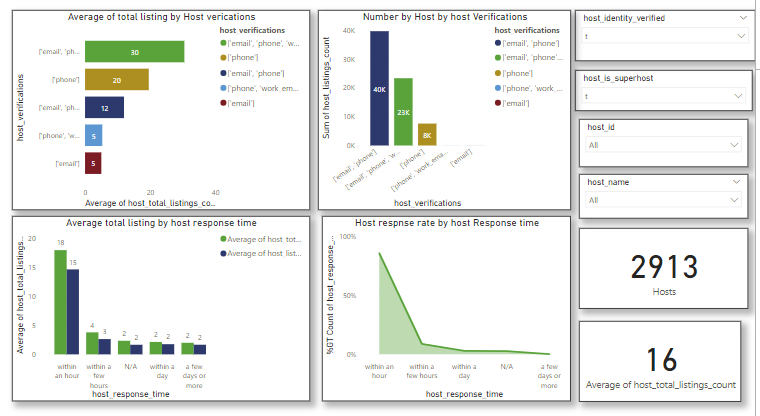 Average of total listing by Host verications
host_verifications
['email', 'ph...
['phone']
['email', 'ph...
['phone', 'w...
['email']
30
20
12
5
5
0
20
40
Average of host_total_listings_co...
host_verifications
['email', 'phone', 'w...
['phone']
['email', 'phone']
['phone', 'work_em...
['email']
Number by Host by host Verifications
Sum of host_listings_count
40K
30K
20K
10K
0K
40K
23K
8K
['email', 'phone']
['email', 'phone', 'w...
['phone']
['phone', 'work_ema...
['email']
host_verifications
host verifications
['email', 'phone']
['email', 'phone'...
['phone']
['phone', 'work_...
['email']
host_identity_verified
t
host_is_superhost
t
host_id
All
host_name
All
Average total listing by host response time
Average of host_total_listings...
20
15
10
5
0
18
15
4
3
2
2
2
2
2
2
within an hour
within a few hours
N/A
within a day
a few days or more
host_response_time
Average of host_tot...
Average of host_list...
Host respnse rate by host Response time
%GT Count of host_response_...
100%
50%
0%
within an hour
within a few hours
within a day
N/A
a few days or more
host_response_time
2913
Hosts
16
Average of host_total_listings_count